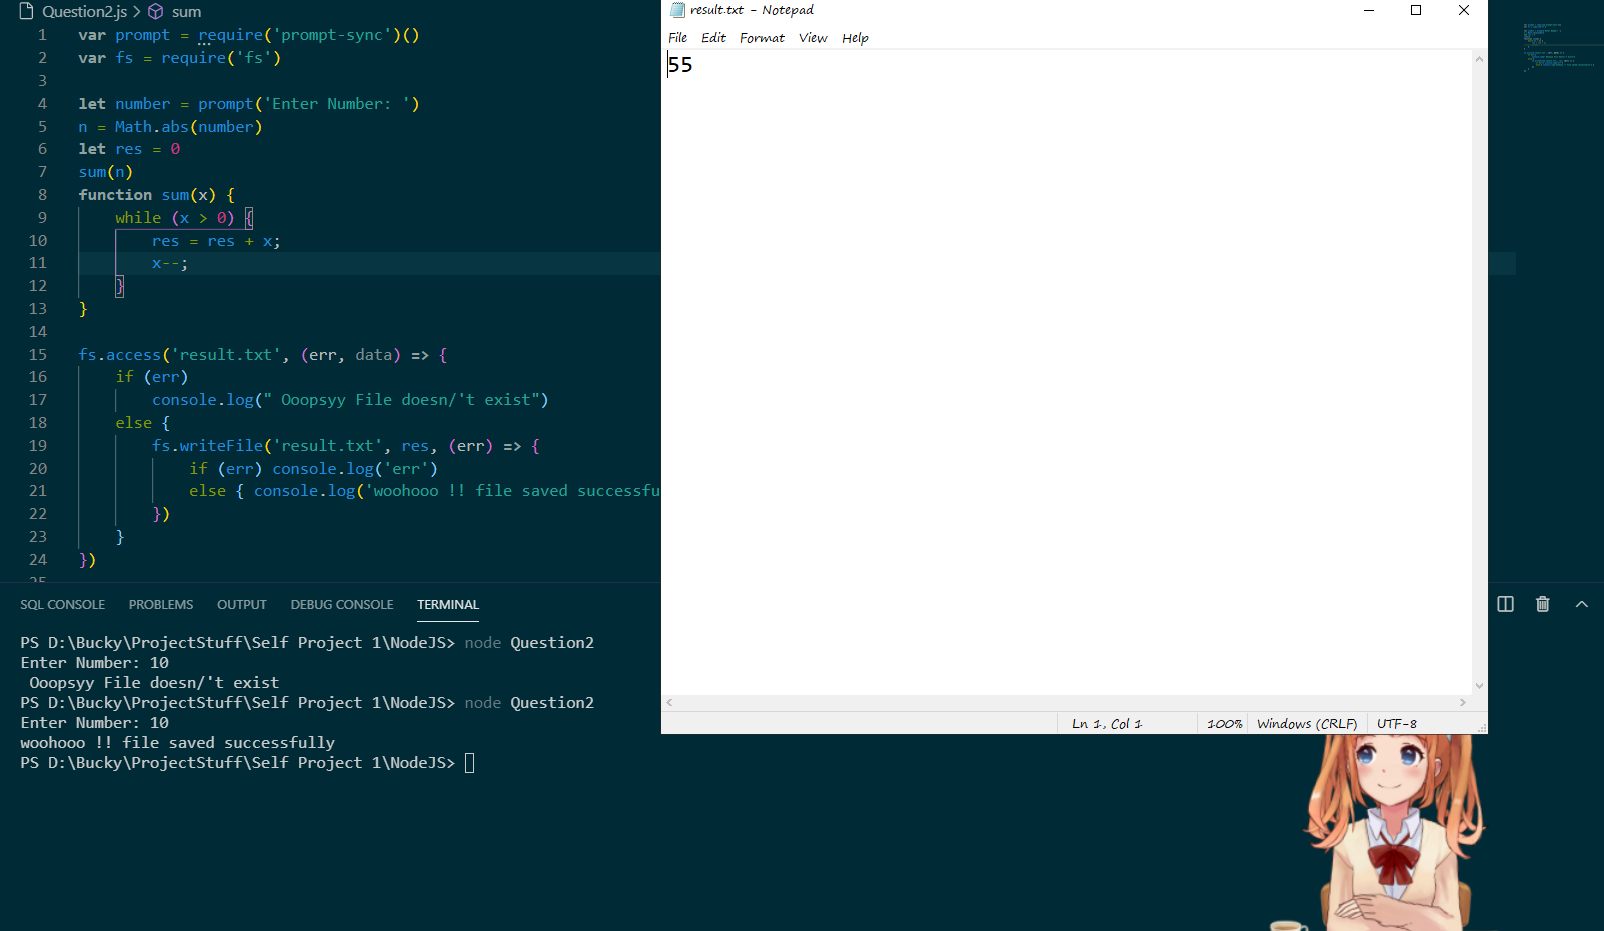 Question2.js > sum
1 var prompt = require('prompt-sync')()
2 var fs = require('fs')
3
4 let number = prompt('Enter Number: ')
5 n = Math.abs(number)
6 let res = 0
7 sum(n)
8 function sum(x) {
9 while (x > 0) {
10 res = res + x;
11 x--;
12 }
13 }
14
15 fs.access('result.txt', (err, data) => {
16 if (err)
17 console.log(" Ooopsyy File doesn/'t exist")
18 else {
19 fs.writeFile('result.txt', res, (err) => {
20 if (err) console.log('err')
21 else { console.log('woohooo !! file saved successfu
22 })
23 }
24 })
25
SQL CONSOLE PROBLEMS OUTPUT DEBUG CONSOLE TERMINAL
PS D:\Bucky\ProjectStuff\Self Project 1\NodeJS> node Question2
Enter Number: 10
Ooopsyy File doesn/'t exist
PS D:\Bucky\ProjectStuff\Self Project 1\NodeJS> node Question2
Enter Number: 10
woohooo !! file saved successfully
PS D:\Bucky\ProjectStuff\Self Project 1\NodeJS>
result.txt - Notepad
File Edit Format View Help
55
Ln 1, Col 1 100% Windows (CRLF) UTF-8